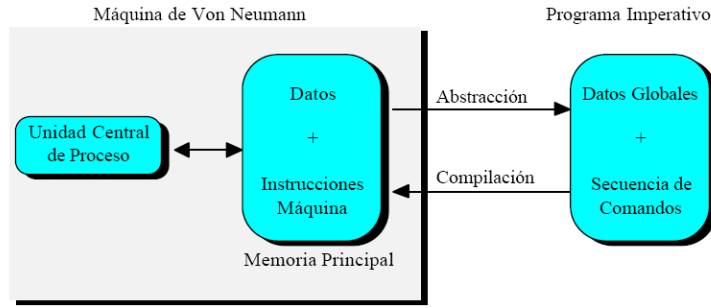 Máquina de Von Neumann
Programa Imperativo
Unidad Central
de Proceso
Datos
+
Instrucciones
Máquina
Memoria Principal
Abstracción
Compilación
Datos Globales
+
Secuencia de
Comandos